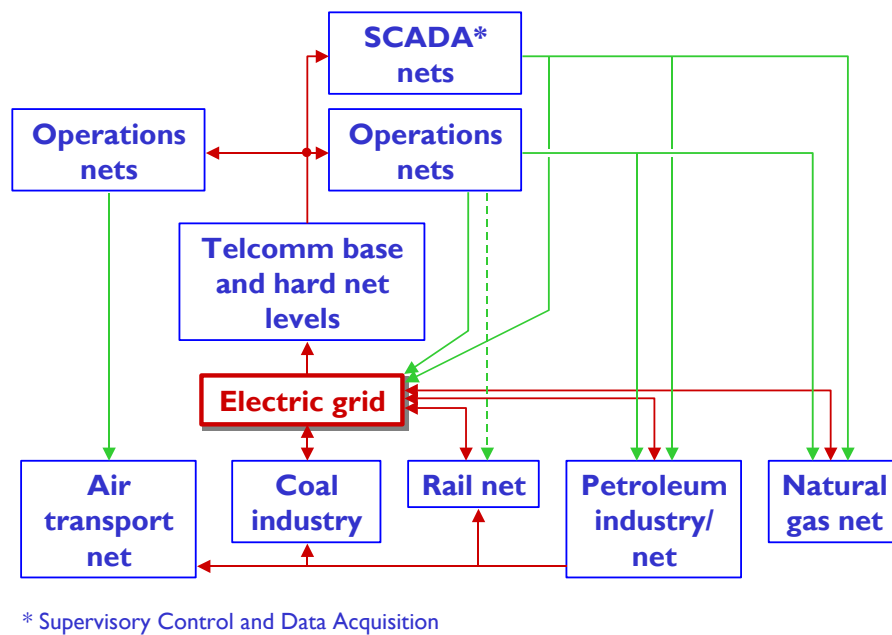 SCADA*
nets
Operations
nets
Operations
nets
Telcomm base
and hard net
levels
Electric grid
Air
transport
net
Coal
industry
Rail net
Petroleum
industry/
net
Natural
gas net
* Supervisory Control and Data Acquisition